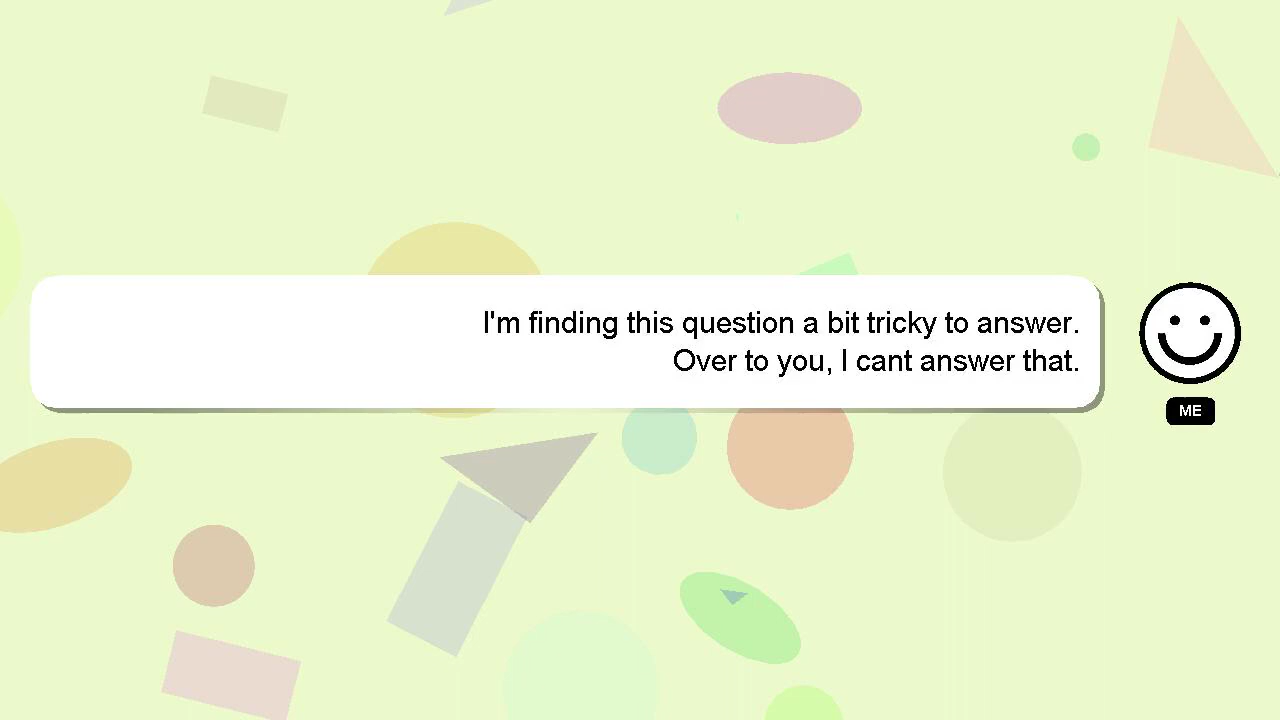 I'm finding this question a bit tricky to answer.
Over to you, I cant answer that.
ME